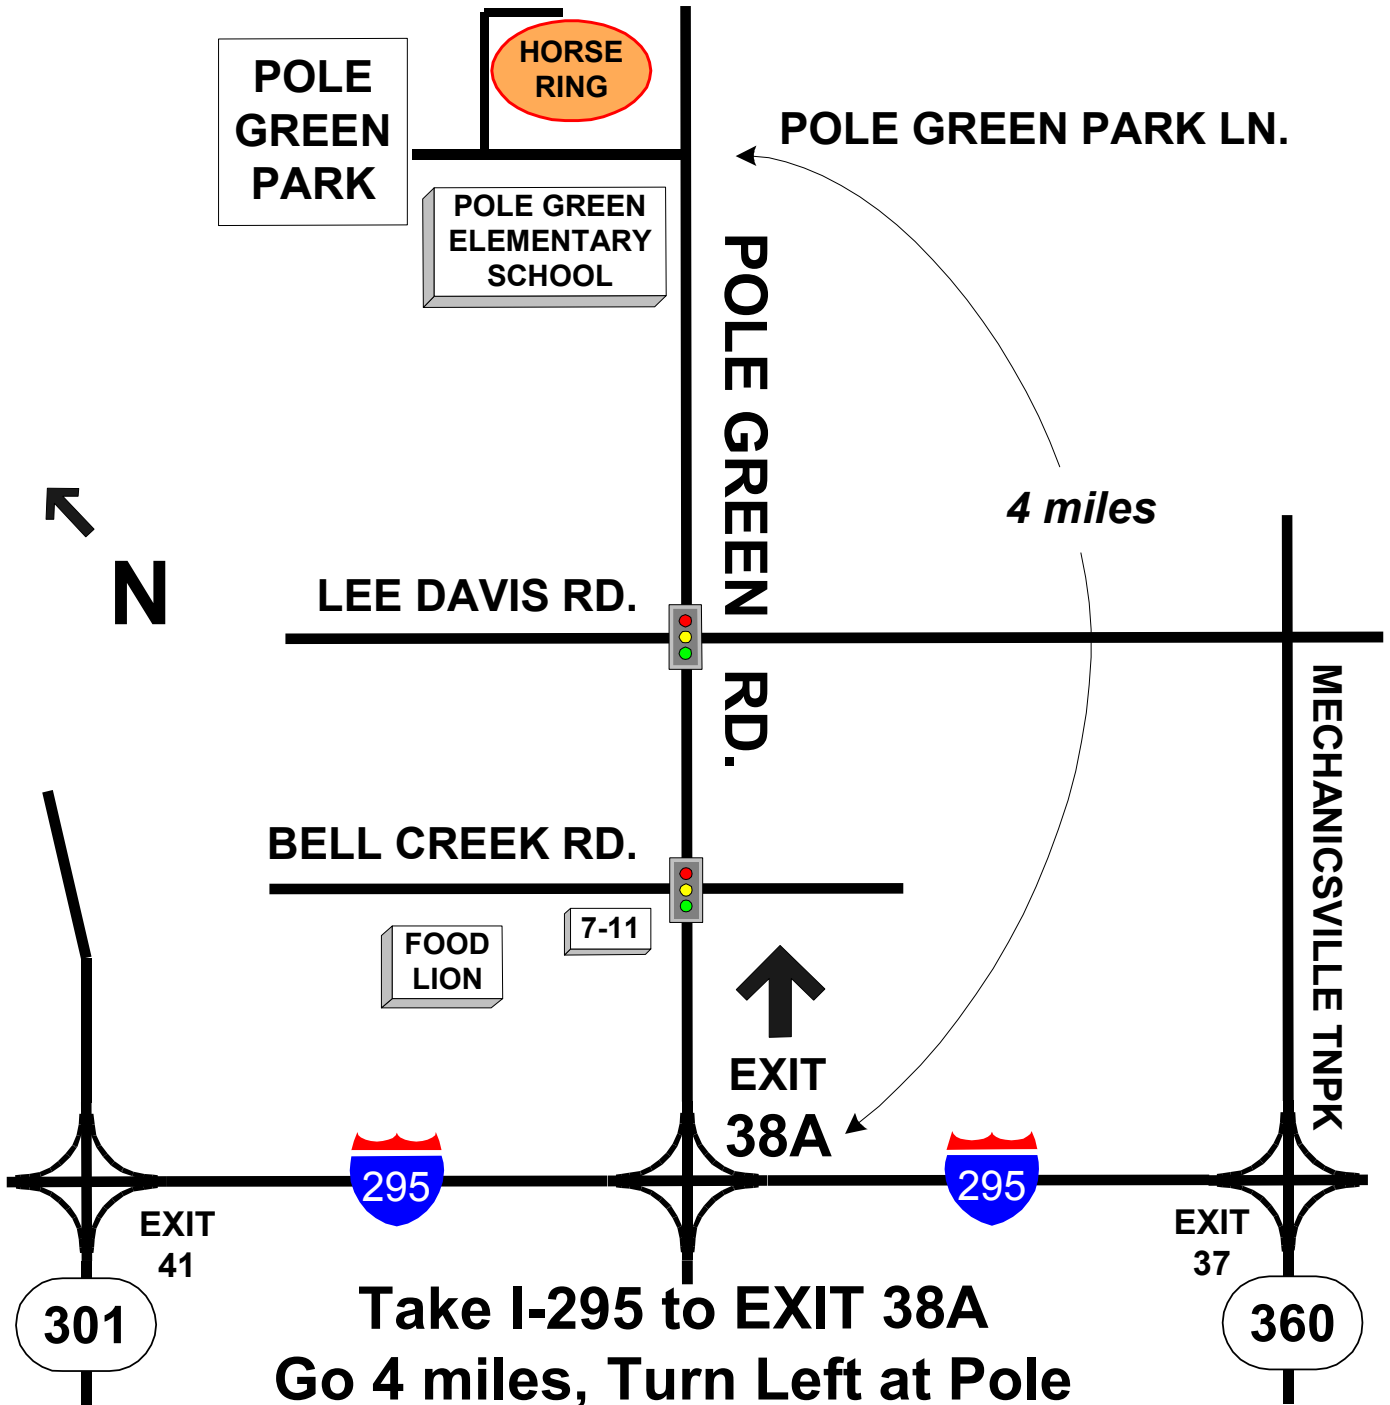 HORSE
RING
POLE
GREEN
PARK
POLE GREEN PARK LN.
POLE GREEN
ELEMENTARY
SCHOOL
POLE GREEN RD.
4 miles
N
LEE DAVIS RD.
MECHANICSVILLE TNPK
BELL CREEK RD.
7-11
FOOD
LION
EXIT
38A
295
295
EXIT
41
EXIT
37
301
360
Take I-295 to EXIT 38A
Go 4 miles, Turn Left at Pole